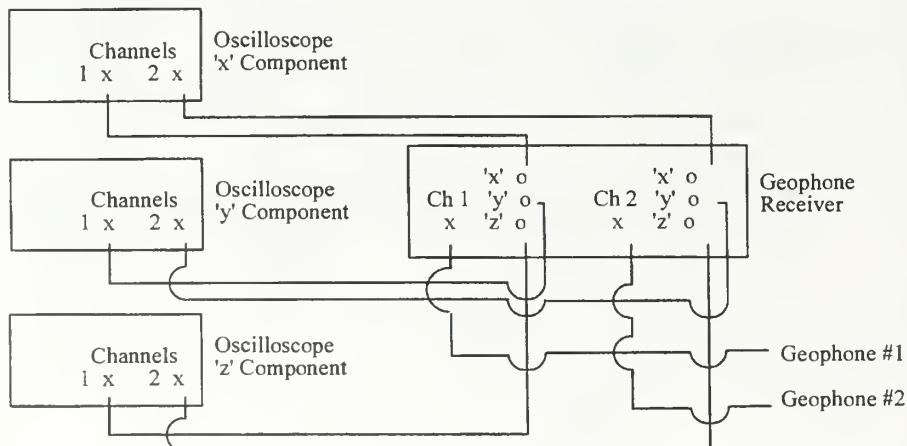 Channels
1 x 2 x
Oscilloscope
'x' Component
Channels
1 x 2 x
Oscilloscope
'y' Component
Channels
1 x 2 x
Oscilloscope
'z' Component
'x' o
Ch 1 'y' o
x 'z' o
'x' o
Ch 2 'y' o
x 'z' o
Geophone
Receiver
Geophone #1
Geophone #2